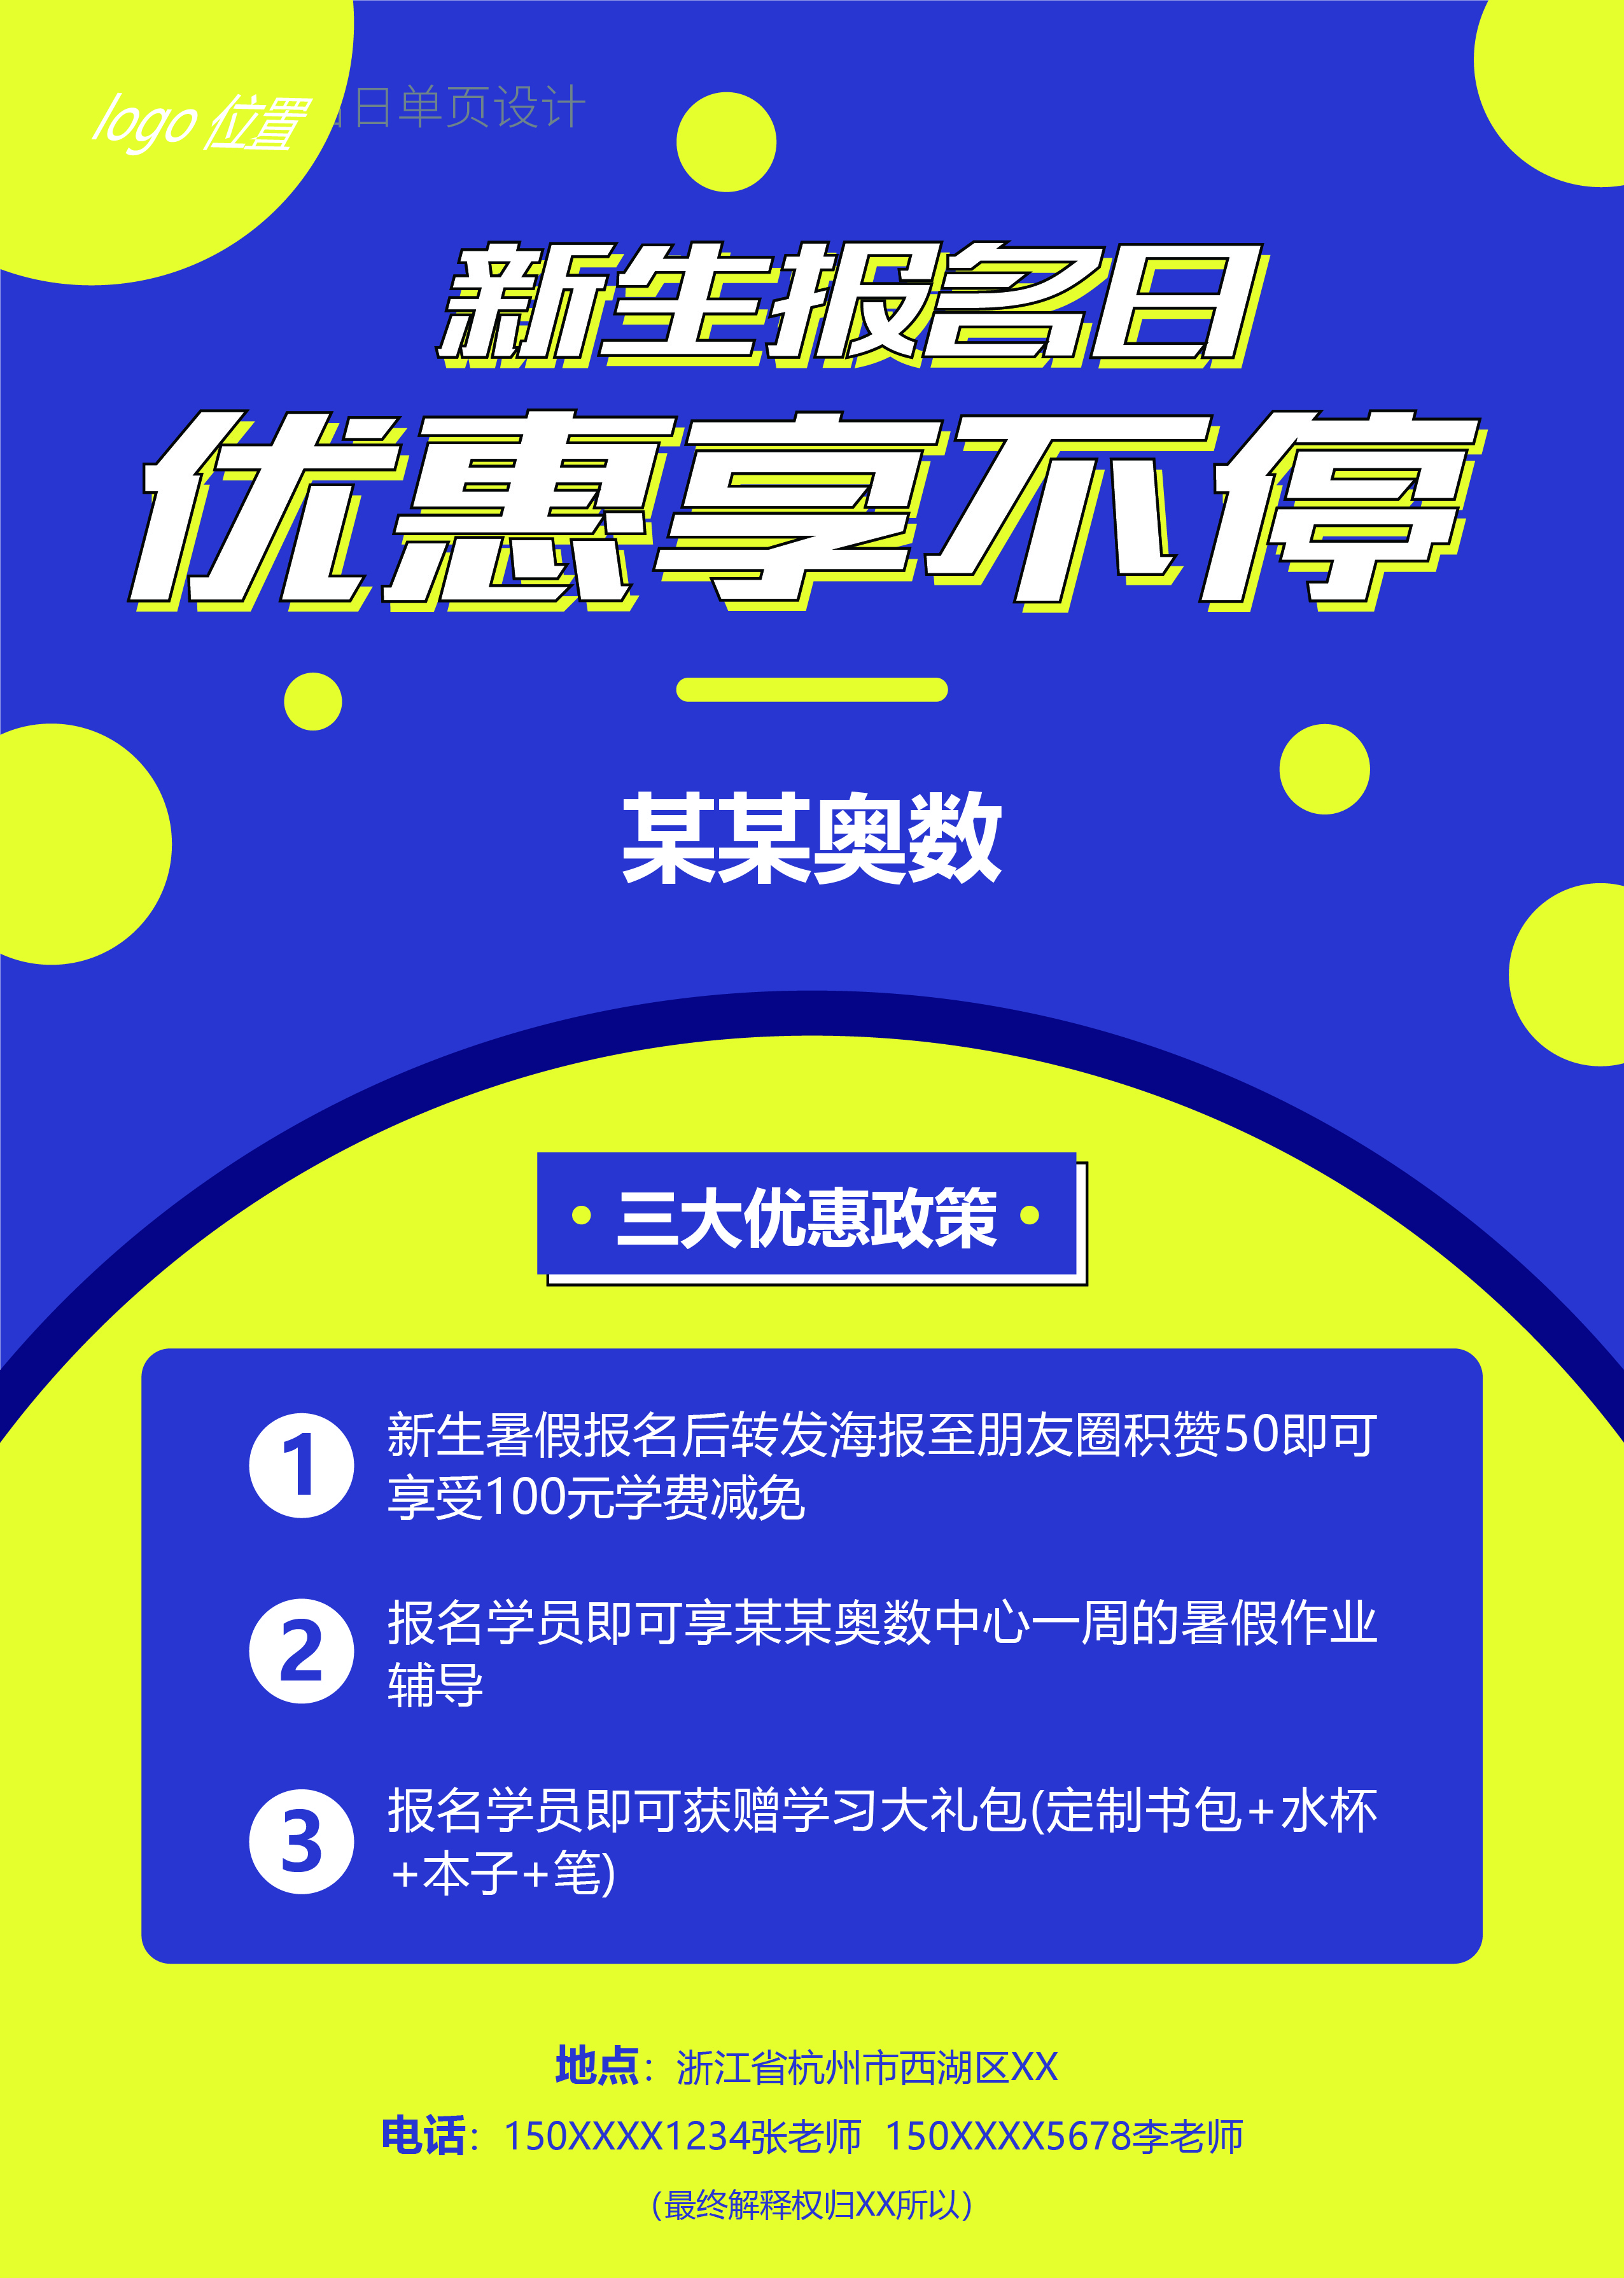 logo 位置
日单页设计
新生报名日
优惠享不停
某某奥数
三大优惠政策
1
新生暑假报名后转发海报至朋友圈积赞50即可
享受100元学费减免
2
报名学员即可享某某奥数中心一周的暑假作业
辅导
3
报名学员即可获赠学习大礼包(定制书包+水杯
+本子+笔)
地点：浙江省杭州市西湖区XX
电话：150XXXX1234张老师 150XXXX5678李老师
（最终解释权归XX所以）